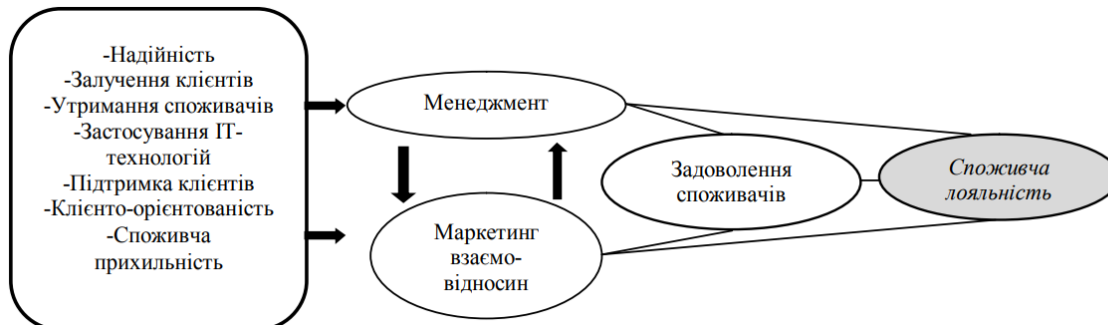 -Надійність
-Залучення клієнтів
-Утримання споживачів
-Застосування ІТ-
технологій
-Підтримка клієнтів
-Клієнто-орієнтованість
-Споживча
прихильність
Менеджмент
Маркетинг
взаємо-
відносин
Задоволення
споживачів
Споживча
лояльність